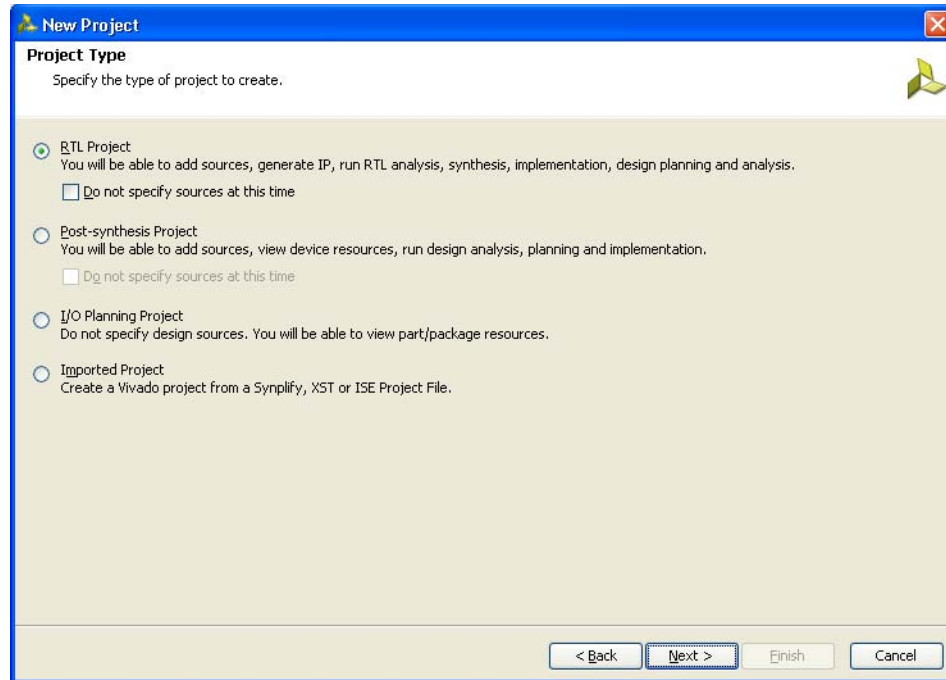 New Project
Project Type
Specify the type of project to create.
RTL Project
You will be able to add sources, generate IP, run RTL analysis, synthesis, implementation, design planning and analysis.
Do not specify sources at this time
Post-synthesis Project
You will be able to add sources, view device resources, run design analysis, planning and implementation.
Do not specify sources at this time
I/O Planning Project
Do not specify design sources. You will be able to view part/package resources.
Imported Project
Create a Vivado project from a Synplify, XST or ISE Project File.
< Back Next > Finish Cancel